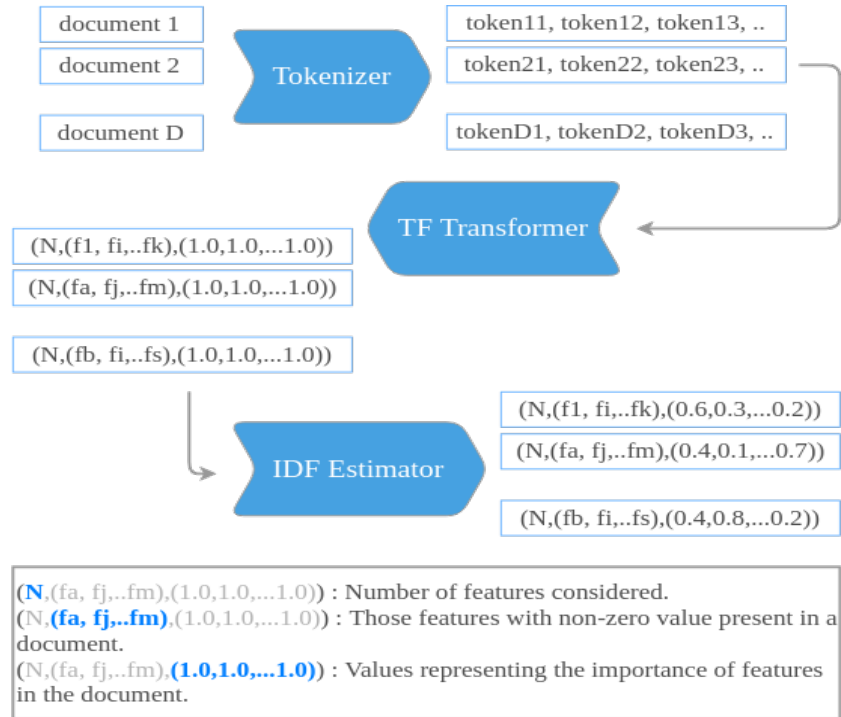 document 1
document 2
document D
Tokenizer
token11, token12, token13, ..
token21, token22, token23, ..
tokenD1, tokenD2, tokenD3, ..
TF Transformer
(N,(f1, fi,..fk),(1.0,1.0,...1.0))
(N,(fa, fj,..fm),(1.0,1.0,...1.0))
(N,(fb, fi,..fs),(1.0,1.0,...1.0))
IDF Estimator
(N,(f1, fi,..fk),(0.6,0.3,...0.2))
(N,(fa, fj,..fm),(0.4,0.1,...0.7))
(N,(fb, fi,..fs),(0.4,0.8,...0.2))
(N,(fa, fj,..fm),(1.0,1.0,...1.0)) : Number of features considered.
(N,(fa, fj,..fm),(1.0,1.0,...1.0)) : Those features with non-zero value present in a
document.
(N,(fa, fj,..fm),(1.0,1.0,...1.0)) : Values representing the importance of features
in the document.